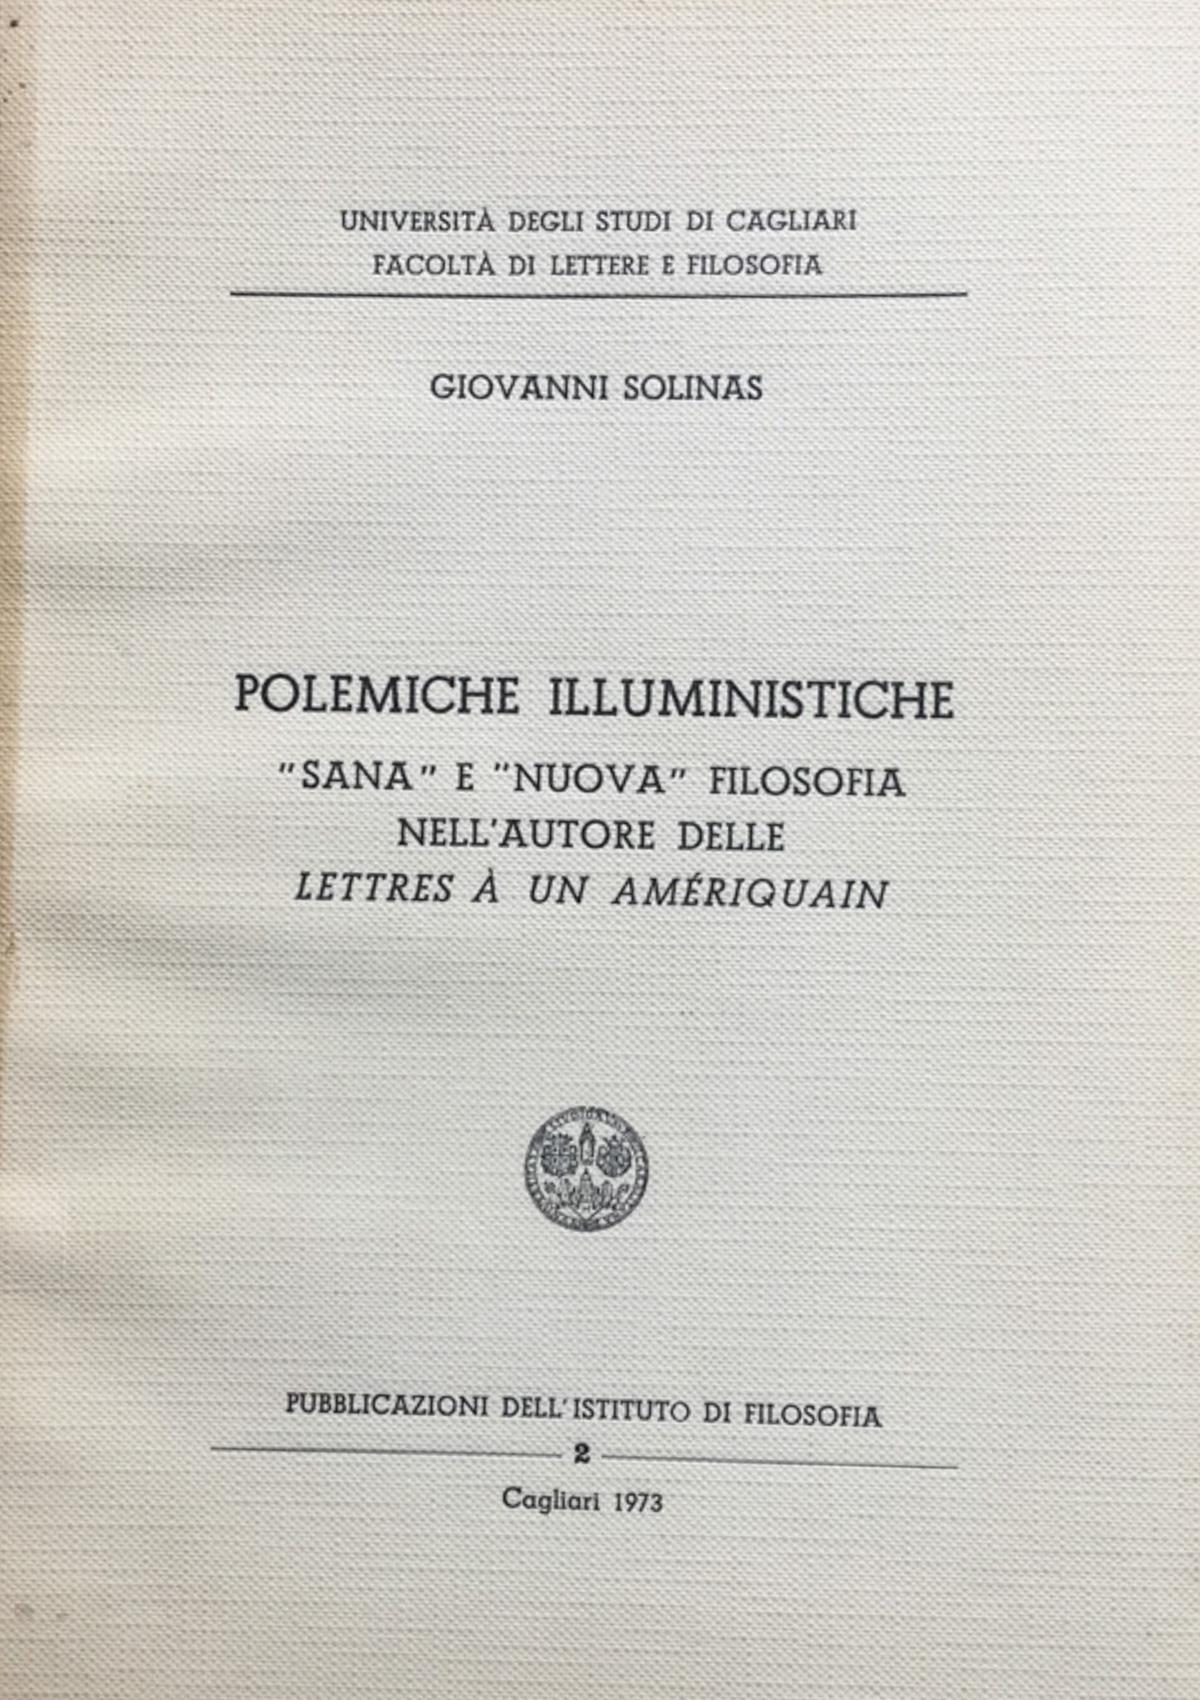 UNIVERSITÀ DEGLI STUDI DI CAGLIARI
FACOLTÀ DI LETTERE E FILOSOFIA
GIOVANNI SOLINAS
POLEMICHE ILLUMINISTICHE
"SANA" E "NUOVA" FILOSOFIA
NELL'AUTORE DELLE
LETTRES À UN AMÉRIQUAIN
PUBBLICAZIONI DELL'ISTITUTO DI FILOSOFIA
2
Cagliari 1973